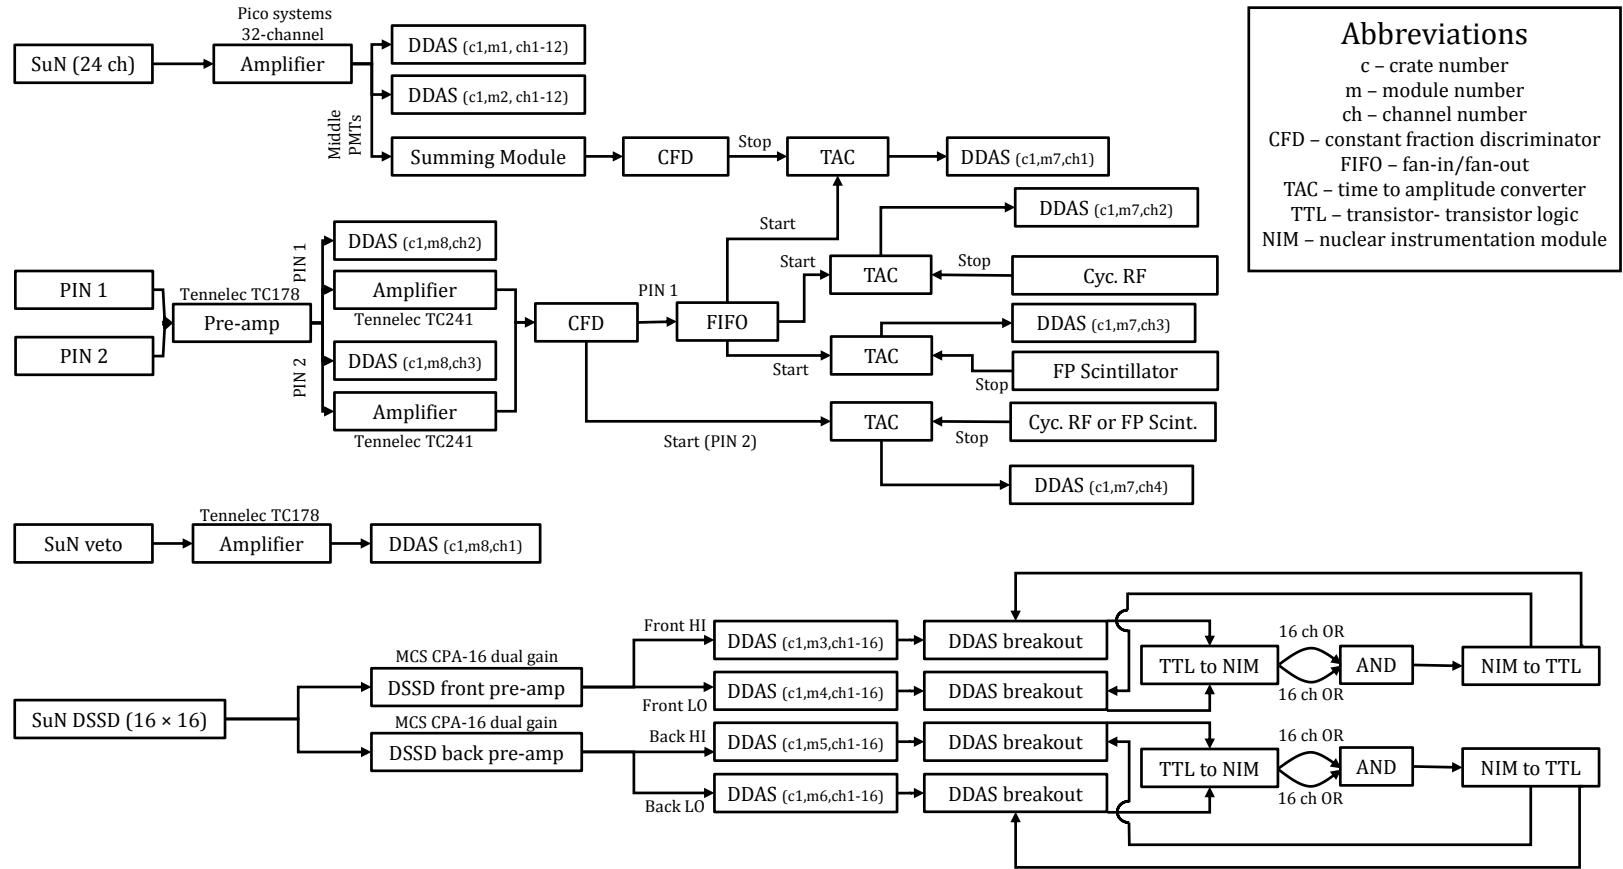 Pico systems
32-channel
SuN (24 ch)
Amplifier
DDAS (c1,m1, ch1-12)
DDAS (c1,m2, ch1-12)
Middle
PMTs
Summing Module
CFD
Stop
TAC
DDAS (c1,m7,ch1)
Abbreviations
c – crate number
m – module number
ch – channel number
CFD – constant fraction discriminator
FIFO – fan-in/fan-out
TAC – time to amplitude converter
TTL – transistor- transistor logic
NIM – nuclear instrumentation module
PIN 1
PIN 2
Tennelec TC178
Pre-amp
PIN 1
DDAS (c1,m8,ch2)
Amplifier
Tennelec TC241
PIN 2
DDAS (c1,m8,ch3)
Amplifier
Tennelec TC241
CFD
PIN 1
FIFO
Start
Start
TAC
DDAS (c1,m7,ch2)
Stop
Cyc. RF
Start
TAC
DDAS (c1,m7,ch3)
Stop
FP Scintillator
Start (PIN 2)
TAC
Stop
Cyc. RF or FP Scint.
DDAS (c1,m7,ch4)
SuN veto
Tennelec TC178
Amplifier
DDAS (c1,m8,ch1)
SuN DSSD (16 × 16)
MCS CPA-16 dual gain
DSSD front pre-amp
MCS CPA-16 dual gain
DSSD back pre-amp
Front HI
DDAS (c1,m3,ch1-16)
DDAS breakout
Front LO
DDAS (c1,m4,ch1-16)
DDAS breakout
TTL to NIM
16 ch OR
16 ch OR
AND
NIM to TTL
Back HI
DDAS (c1,m5,ch1-16)
DDAS breakout
Back LO
DDAS (c1,m6,ch1-16)
DDAS breakout
TTL to NIM
16 ch OR
16 ch OR
AND
NIM to TTL